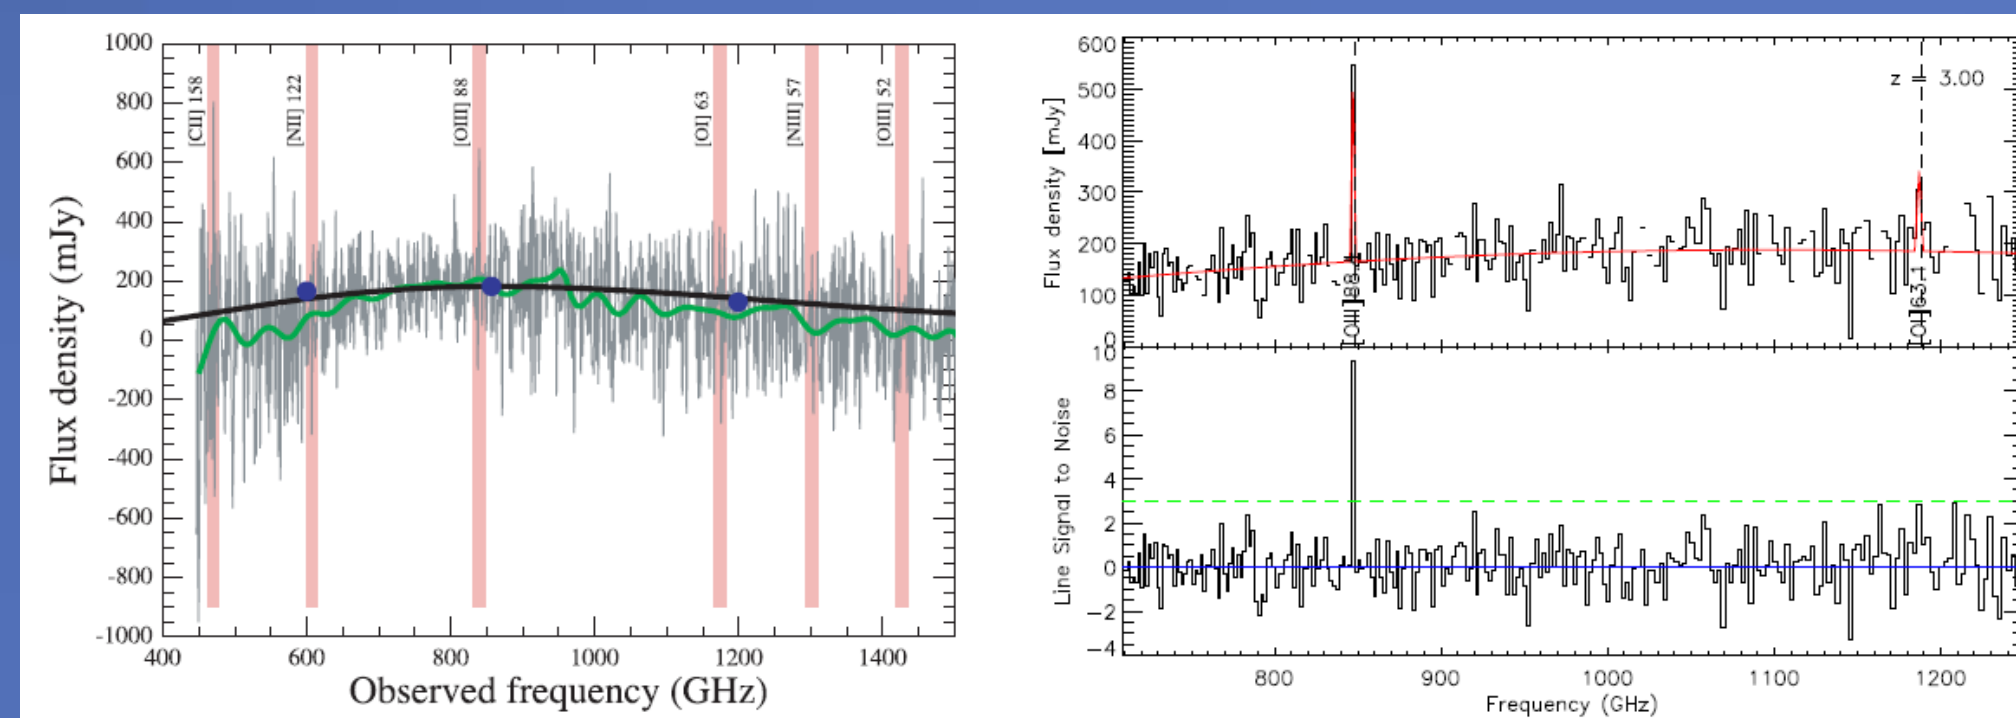 1000
800
600
400
200
0
-200
-400
-600
-800
-1000
Flux density (mJy)
[CII] 158
[NII] 122
[OIII] 88
[OI] 63
[NIII] 57
[OIII] 52
400 600 800 1000 1200 1400
Observed frequency (GHz)
600
500
400
300
200
100
0
Flux density [mJy]
z = 3.00
10
8
6
4
2
0
−2
−4
Line Signal to Noise
800 900 1000 1100 1200
Frequency (GHz)